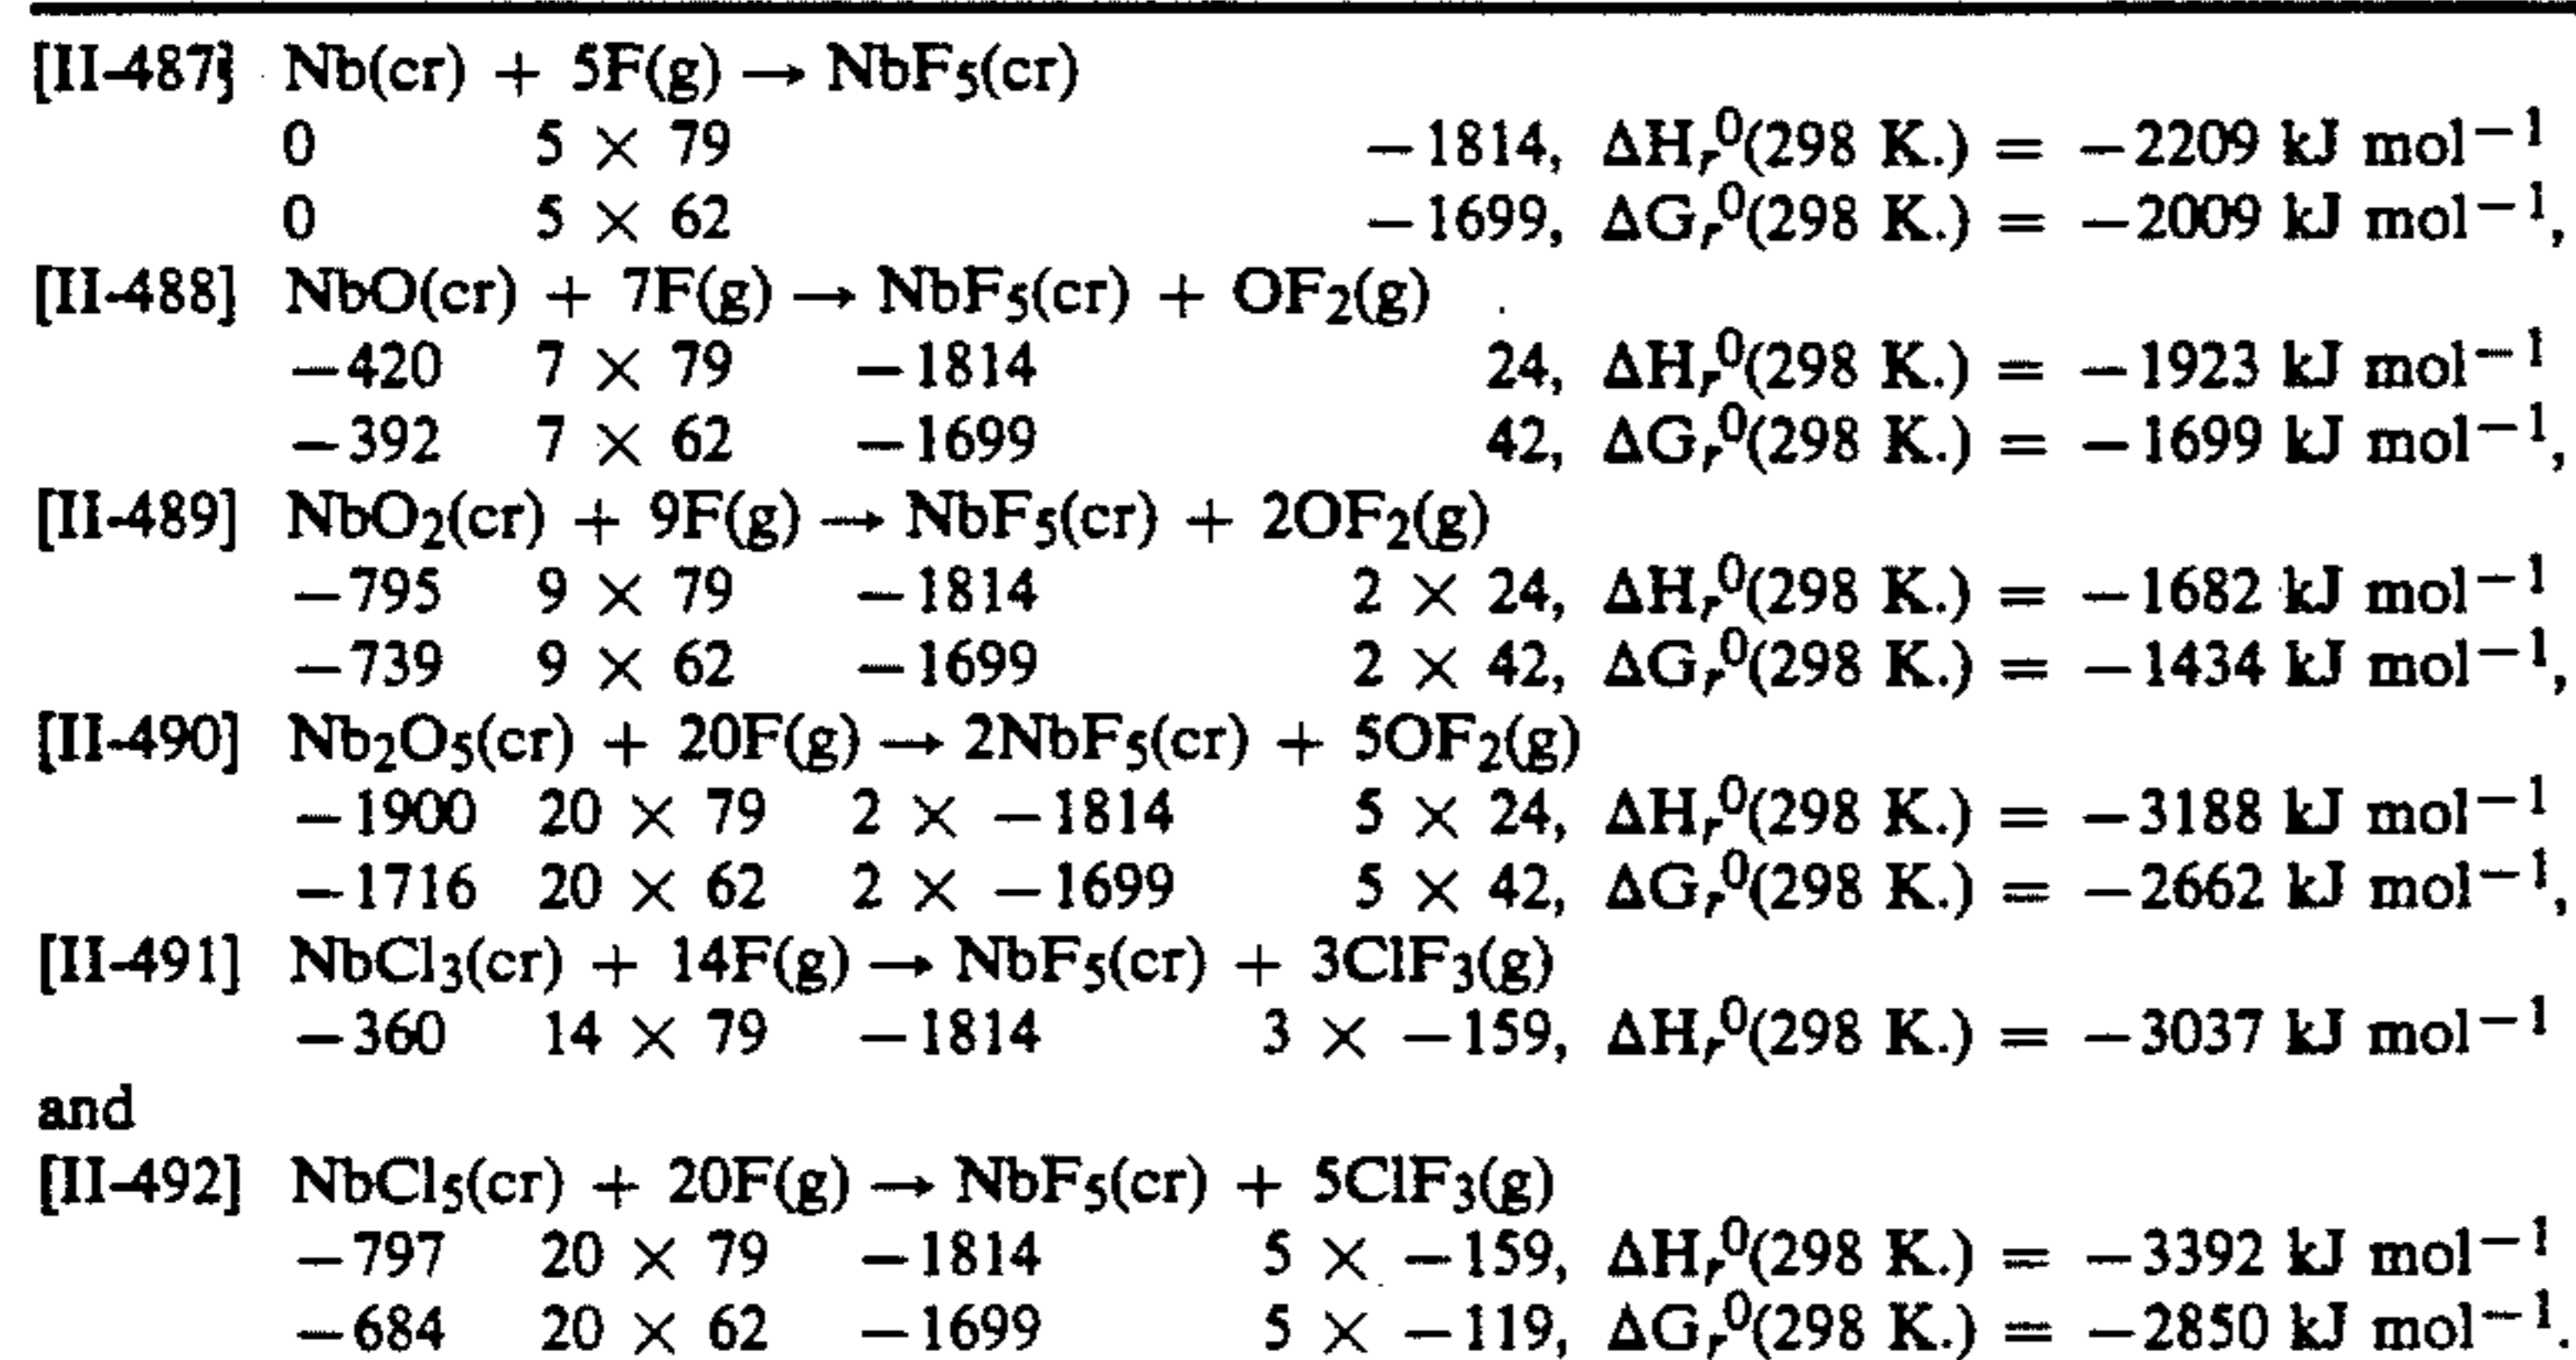 [II-487] Nb(cr) + 5F(g) → NbF5(cr)
0 5 × 79 −1814, ΔHr0(298 K.) = −2209 kJ mol−1
0 5 × 62 −1699, ΔGr0(298 K.) = −2009 kJ mol−1,
[II-488] NbO(cr) + 7F(g) → NbF5(cr) + OF2(g)
−420 7 × 79 −1814 24, ΔHr0(298 K.) = −1923 kJ mol−1
−392 7 × 62 −1699 42, ΔGr0(298 K.) = −1699 kJ mol−1,
[II-489] NbO2(cr) + 9F(g) → NbF5(cr) + 2OF2(g)
−795 9 × 79 −1814 2 × 24, ΔHr0(298 K.) = −1682 kJ mol−1
−739 9 × 62 −1699 2 × 42, ΔGr0(298 K.) = −1434 kJ mol−1,
[II-490] Nb2O5(cr) + 20F(g) → 2NbF5(cr) + 5OF2(g)
−1900 20 × 79 2 × −1814 5 × 24, ΔHr0(298 K.) = −3188 kJ mol−1
−1716 20 × 62 2 × −1699 5 × 42, ΔGr0(298 K.) = −2662 kJ mol−1,
[II-491] NbCl3(cr) + 14F(g) → NbF5(cr) + 3ClF3(g)
−360 14 × 79 −1814 3 × −159, ΔHr0(298 K.) = −3037 kJ mol−1
and
[II-492] NbCl5(cr) + 20F(g) → NbF5(cr) + 5ClF3(g)
−797 20 × 79 −1814 5 × −159, ΔHr0(298 K.) = −3392 kJ mol−1
−684 20 × 62 −1699 5 × −119, ΔGr0(298 K.) = −2850 kJ mol−1.